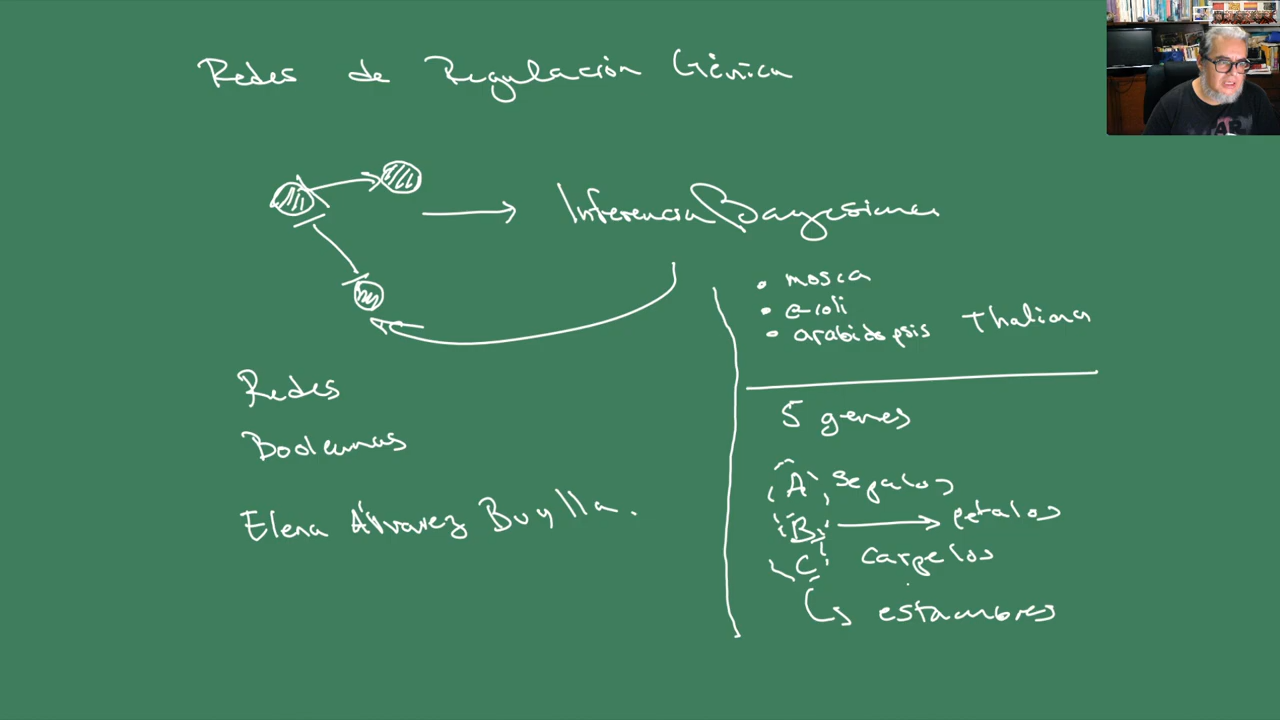 Redes de Regulación Génica
Inferencia Bayesiana
• mosca
• e-coli
• arabidopsis Thaliana
Redes
Booleanas
Elena Álvarez Buylla.
5 genes
A sepalos
B → petalos
C carpelos
↳ estambres